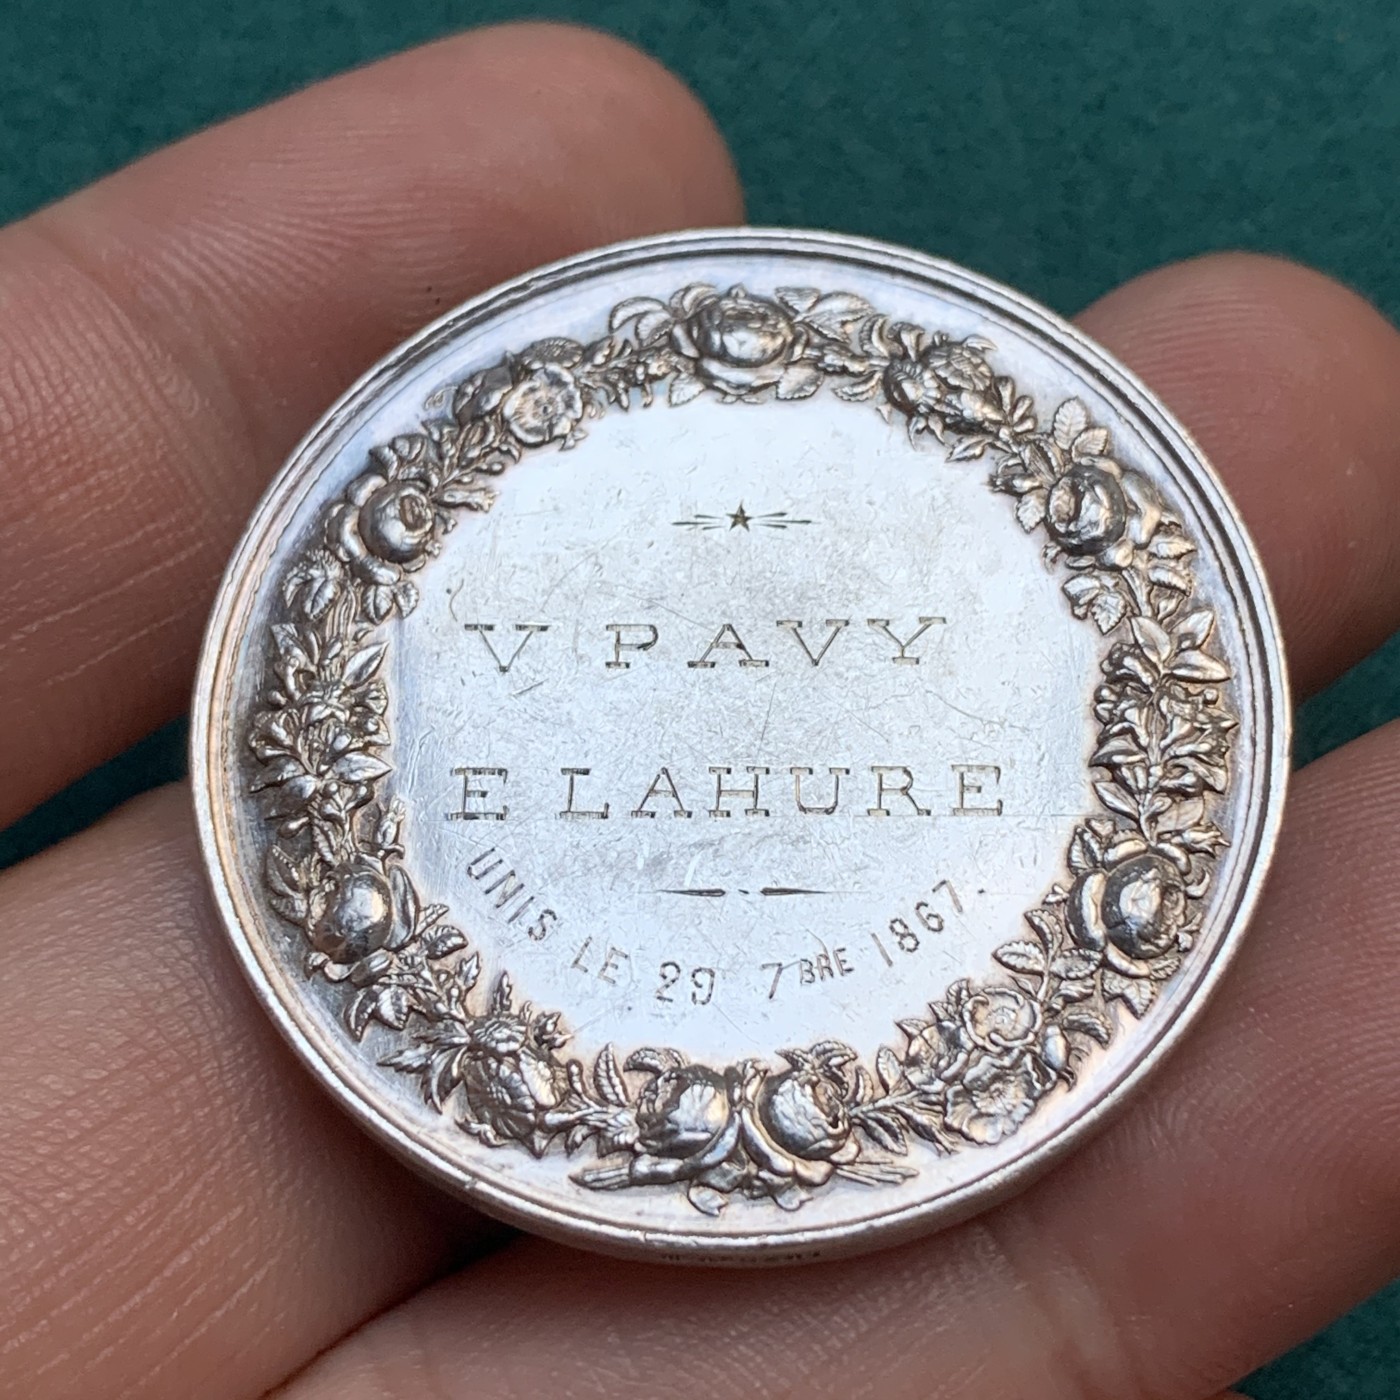 V PAVY
E LAHURE
UNIS LE 29 7BRE 1867.